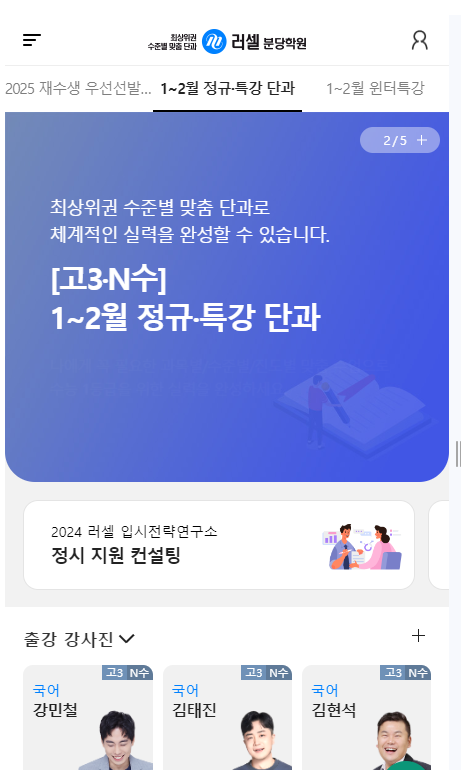 최상위권
수준별 맞춤 단과
러셀 분당학원
2025 재수생 우선선발...
1~2월 정규·특강 단과
1~2월 윈터특강
2/5 +
최상위권 수준별 맞춤 단과로
체계적인 실력을 완성할 수 있습니다.
[고3·N수]
1~2월 정규·특강 단과
2024 러셀 입시전략연구소
정시 지원 컨설팅
출강 강사진
고3 N수
국어
강민철
고3 N수
국어
김태진
고3 N수
국어
김현석